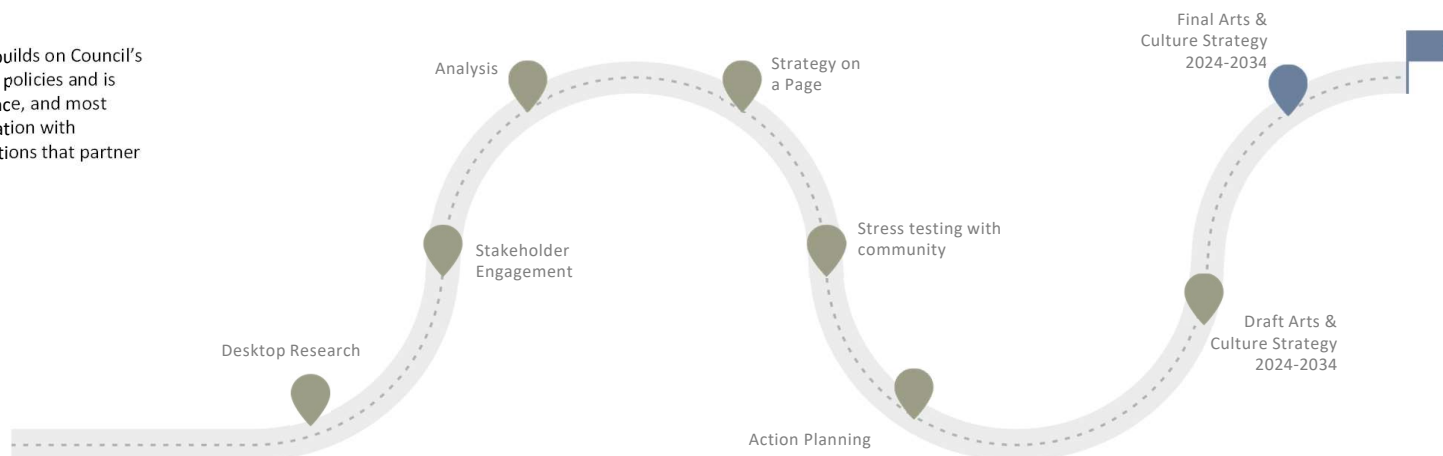 uilds on Council's
policies and is
ce, and most
ation with
tions that partner
Analysis
Strategy on
a Page
Final Arts &
Culture Strategy
2024-2034
Stakeholder
Engagement
Stress testing with
community
Desktop Research
Draft Arts &
Culture Strategy
2024-2034
Action Planning